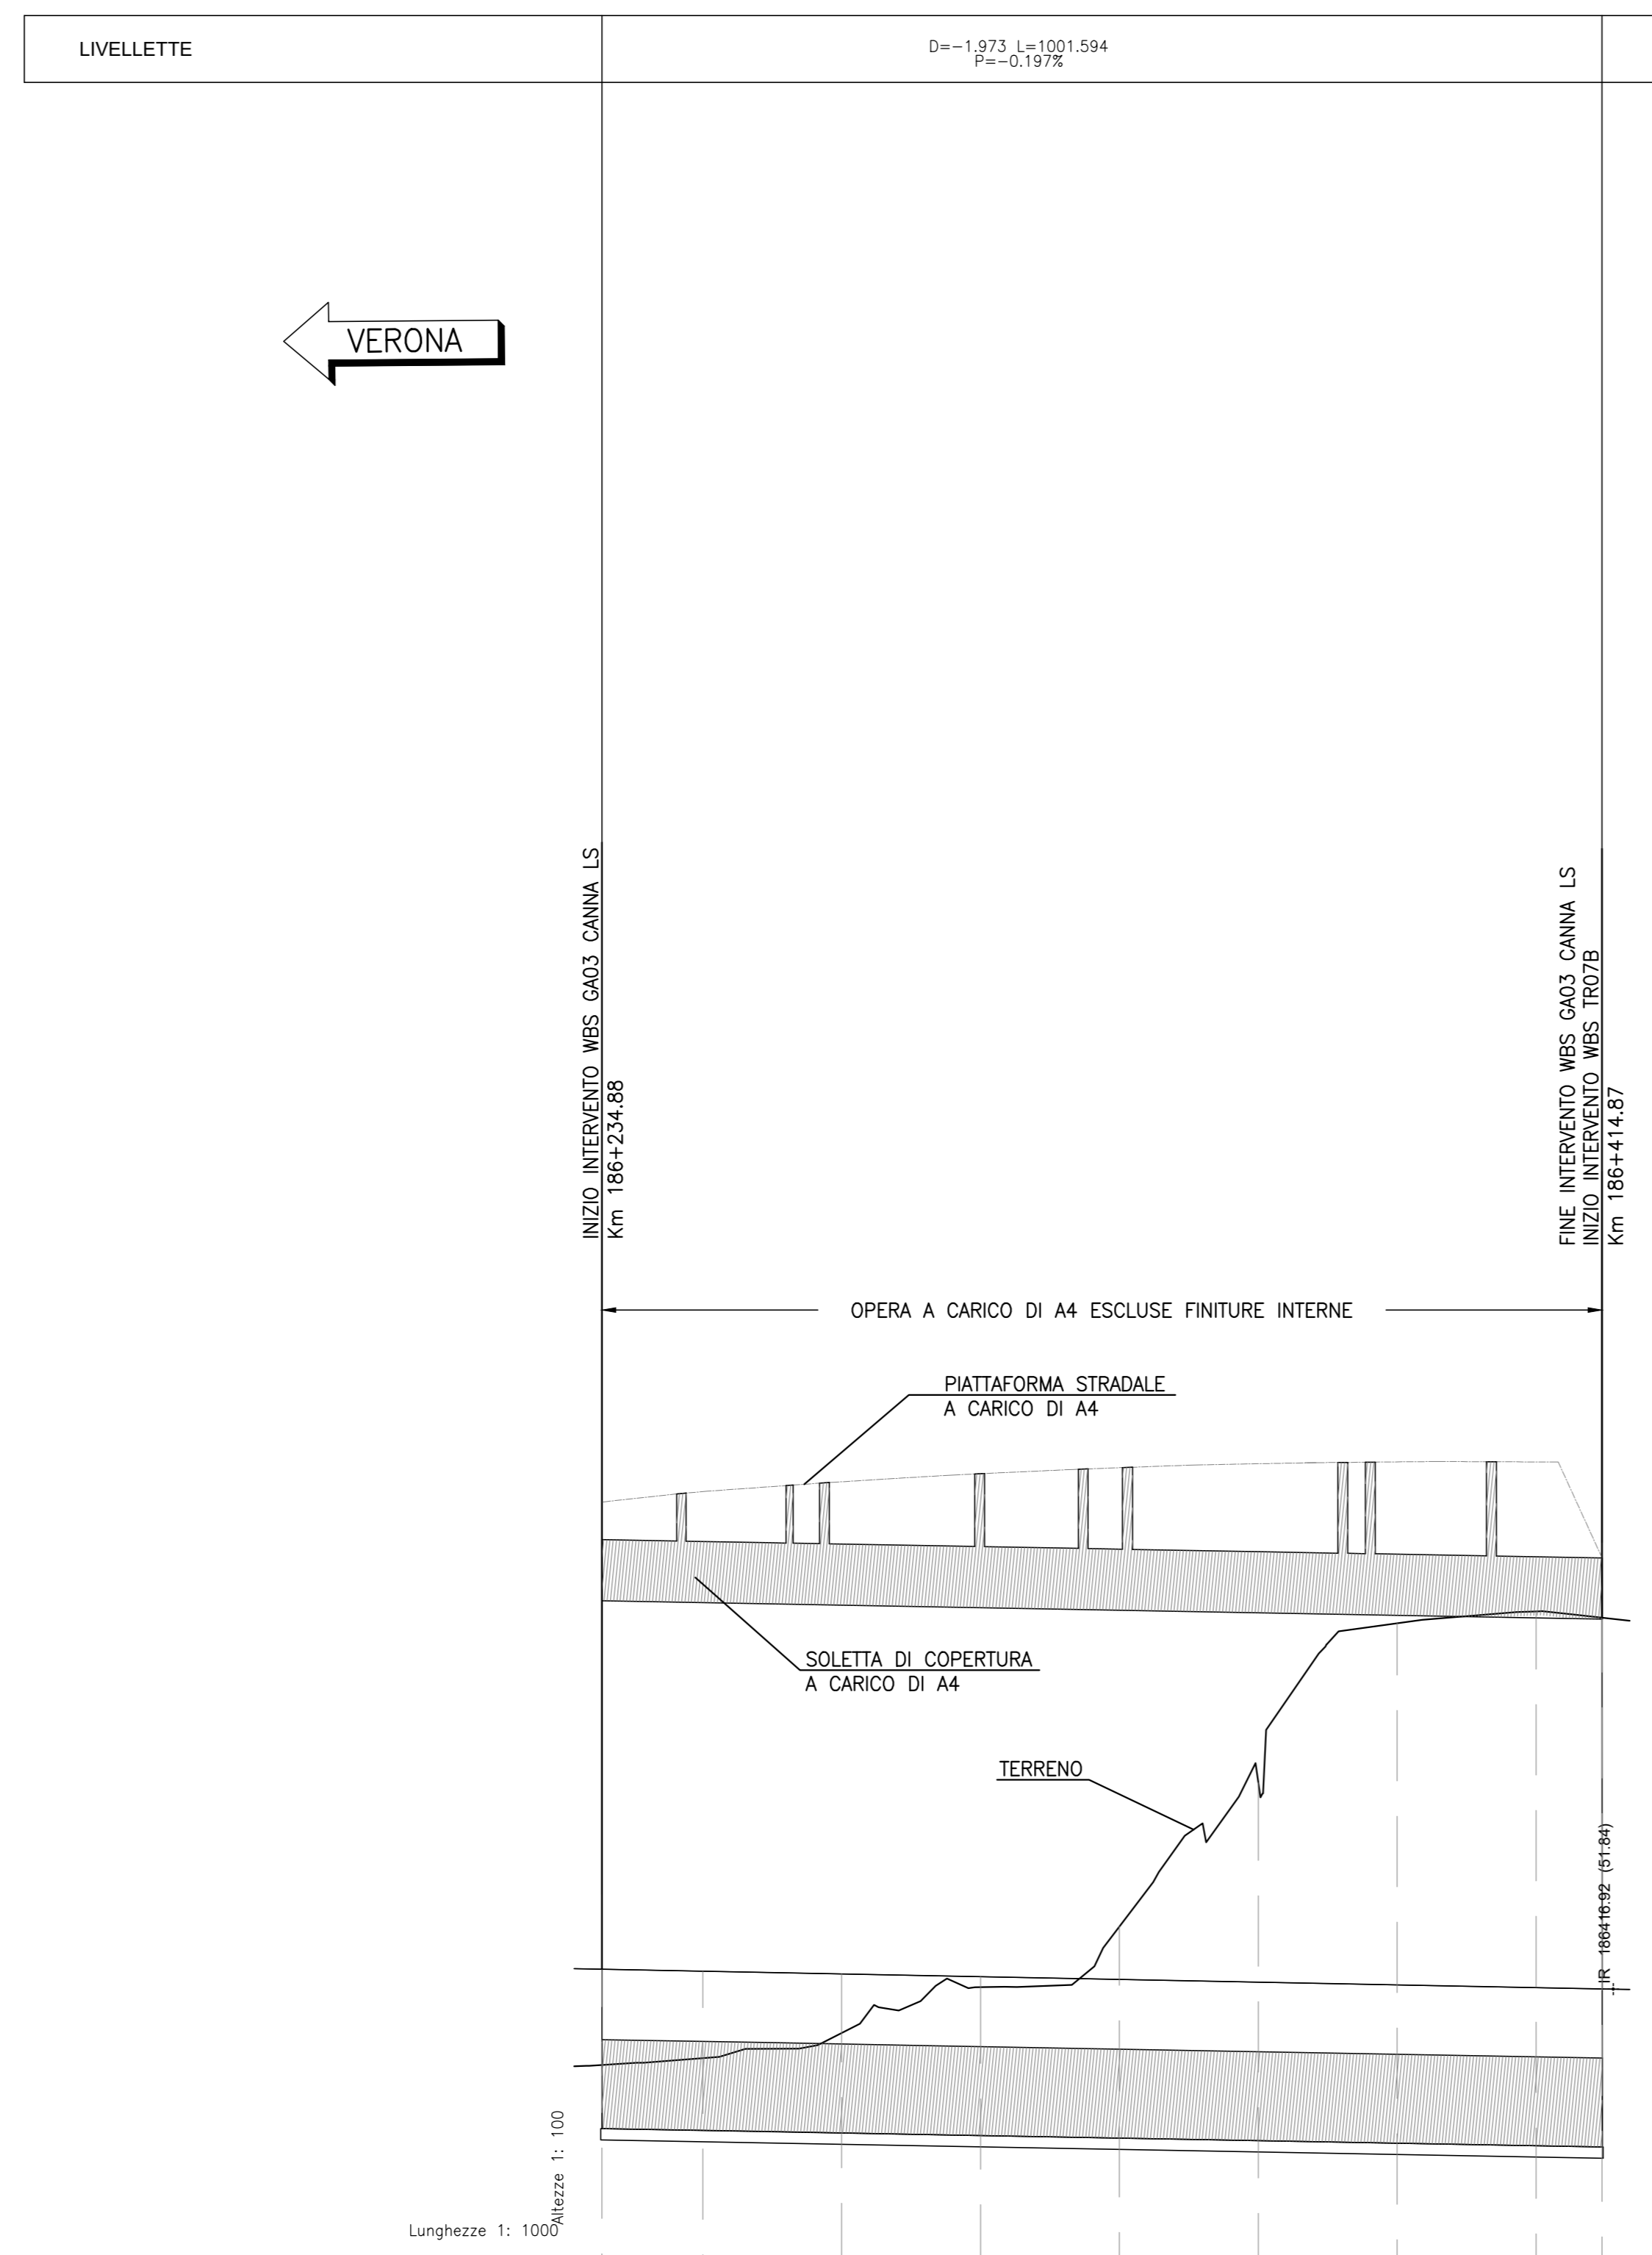 LIVELLETTE
D=-1.973 L=1001.594
P=-0.197%
VERONA
INIZIO INTERVENTO WBS GA03 CANNA LS
Km 186+234.88
FINE INTERVENTO WBS GA03 CANNA LS
INIZIO INTERVENTO WBS TR07B
Km 186+414.87
OPERA A CARICO DI A4 ESCLUSE FINITURE INTERNE
PIATTAFORMA STRADALE
A CARICO DI A4
SOLETTA DI COPERTURA
A CARICO DI A4
TERRENO
IR 186416.92 (51.84)
Altezze 1: 100
Lunghezze 1: 1000